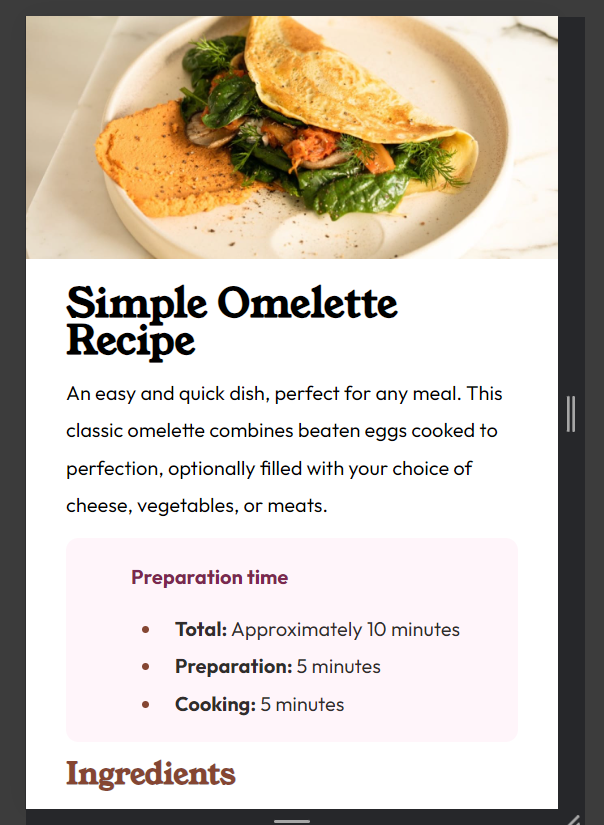 Simple Omelette
Recipe
An easy and quick dish, perfect for any meal. This
classic omelette combines beaten eggs cooked to
perfection, optionally filled with your choice of
cheese, vegetables, or meats.
Preparation time
Total: Approximately 10 minutes
Preparation: 5 minutes
Cooking: 5 minutes
Ingredients